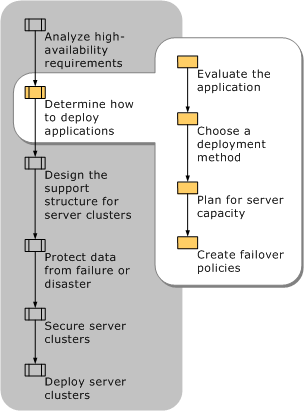 Analyze high-
availability
requirements
Determine how
to deploy
applications
Design the
support
structure for
server clusters
Protect data
from failure or
disaster
Secure server
clusters
Deploy server
clusters
Evaluate the
application
Choose a
deployment
method
Plan for server
capacity
Create failover
policies